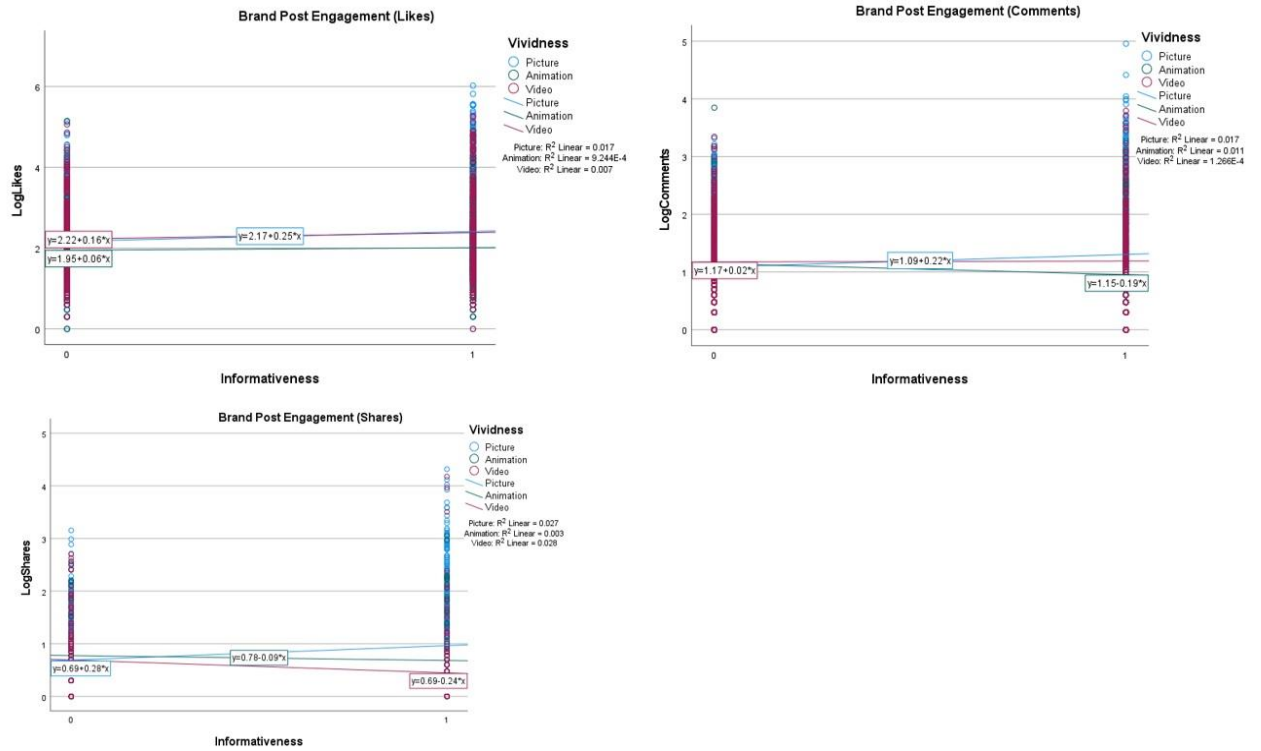 Brand Post Engagement (Likes)
Vividness
Picture
Animation
Video
Picture
Animation
Video
Picture: R² Linear = 0.017
Animation: R² Linear = 9.244E-4
Video: R² Linear = 0.007
LogLikes
6
4
2
0
y=2.22+0.16*x
y=2.17+0.25*x
y=1.95+0.06*x
0 1
Informativeness
Brand Post Engagement (Comments)
Vividness
Picture
Animation
Video
Picture
Animation
Video
Picture: R² Linear = 0.017
Animation: R² Linear = 0.011
Video: R² Linear = 1.266E-4
LogComments
5
4
3
2
1
0
y=1.17+0.02*x
y=1.09+0.22*x
y=1.15-0.19*x
0 1
Informativeness
Brand Post Engagement (Shares)
Vividness
Picture
Animation
Video
Picture
Animation
Video
Picture: R² Linear = 0.027
Animation: R² Linear = 0.003
Video: R² Linear = 0.028
LogShares
5
4
3
2
1
0
y=0.69+0.28*x
y=0.78-0.09*x
y=0.69-0.24*x
0 1
Informativeness